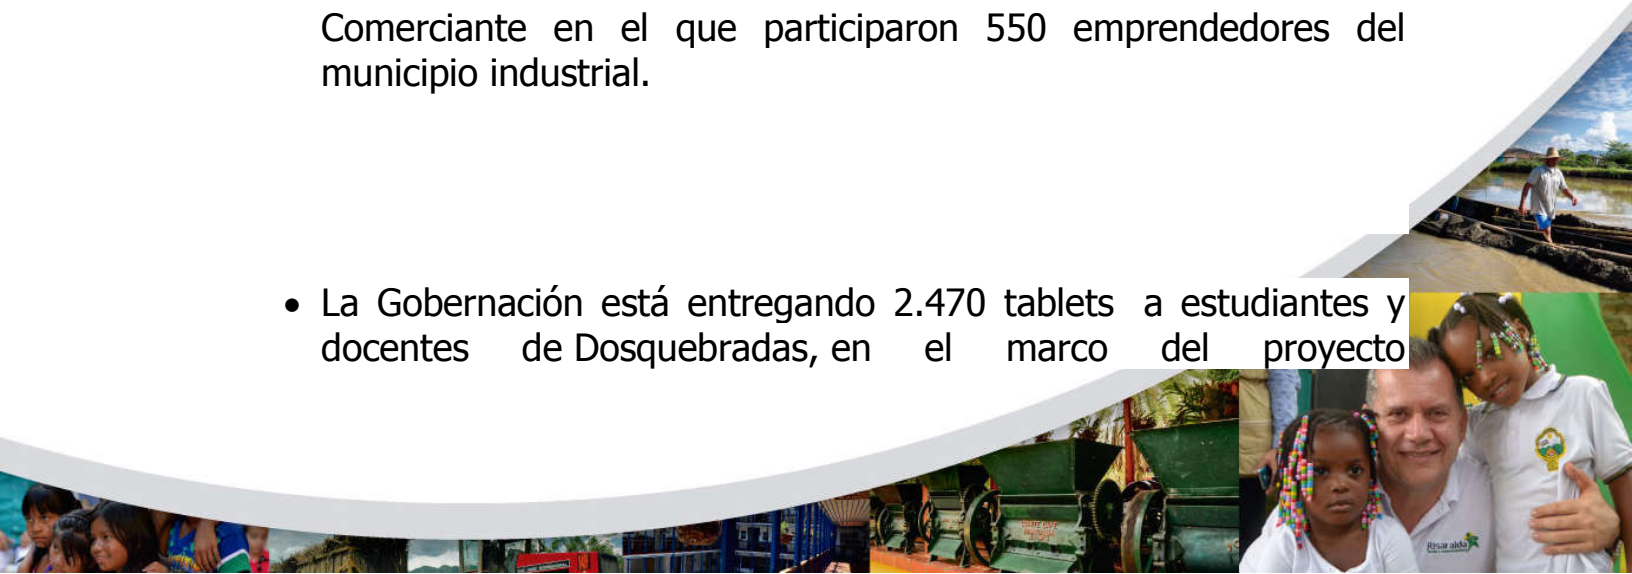 Comerciante en el que participaron 550 emprendedores del
municipio industrial.
• La Gobernación está entregando 2.470 tablets a estudiantes y
docentes de Dosquebradas, en el marco del proyecto
Risaralda